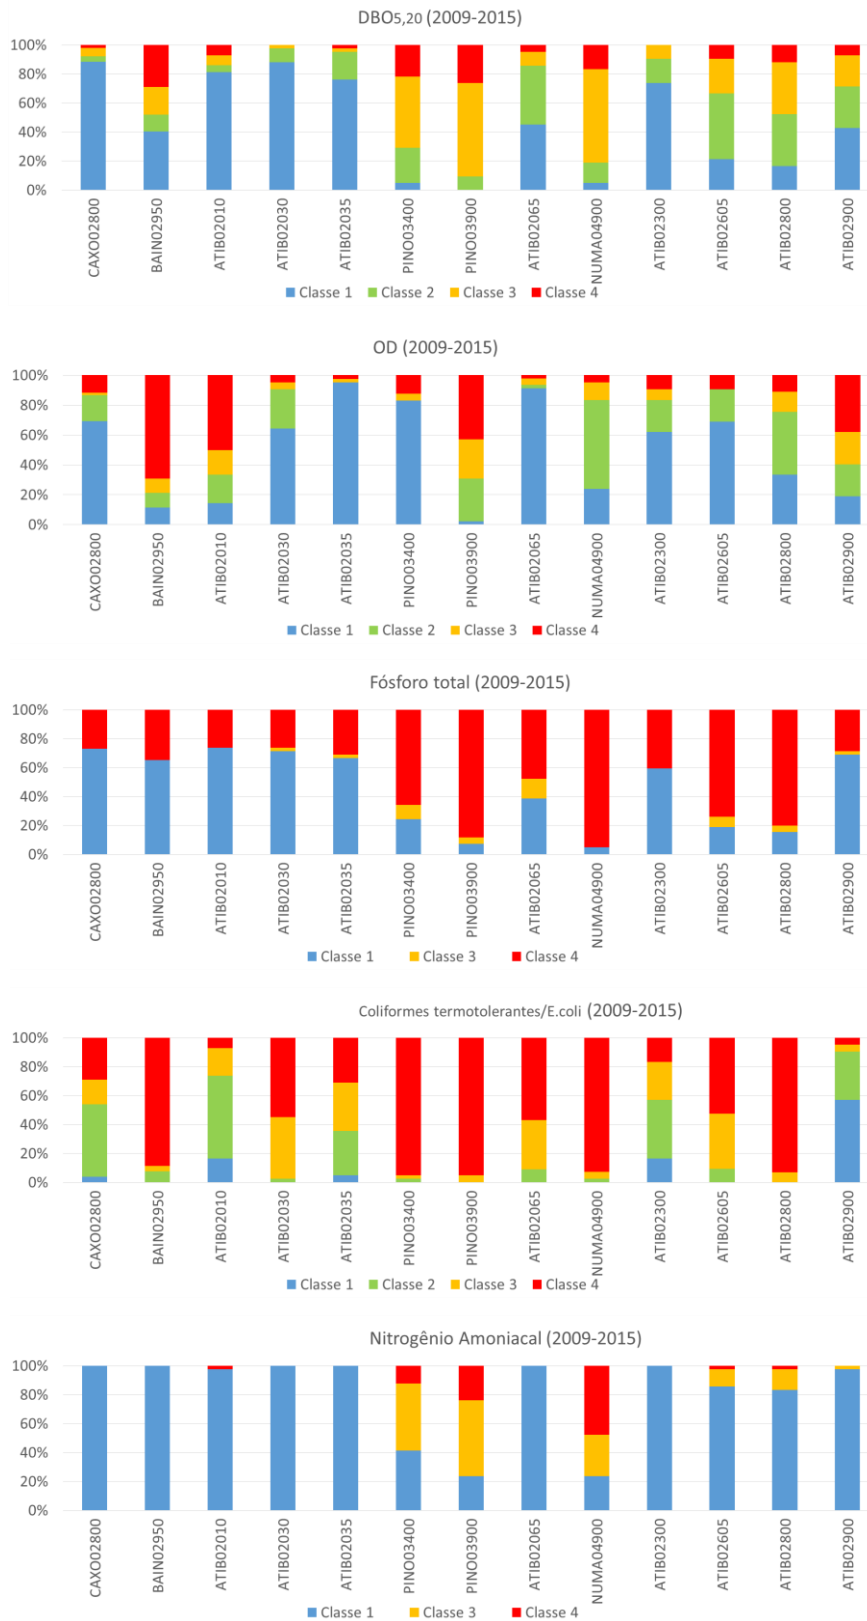 DBO5,20 (2009-2015)
100%
80%
60%
40%
20%
0%
CAXO02800 BAIN02950 ATIB02010 ATIB02030 ATIB02035 PINO03400 PINO03900 ATIB02065 NUMA04900 ATIB02300 ATIB02605 ATIB02800 ATIB02900
Classe 1 Classe 2 Classe 3 Classe 4
OD (2009-2015)
100%
80%
60%
40%
20%
0%
CAXO02800 BAIN02950 ATIB02010 ATIB02030 ATIB02035 PINO03400 PINO03900 ATIB02065 NUMA04900 ATIB02300 ATIB02605 ATIB02800 ATIB02900
Classe 1 Classe 2 Classe 3 Classe 4
Fósforo total (2009-2015)
100%
80%
60%
40%
20%
0%
CAXO02800 BAIN02950 ATIB02010 ATIB02030 ATIB02035 PINO03400 PINO03900 ATIB02065 NUMA04900 ATIB02300 ATIB02605 ATIB02800 ATIB02900
Classe 1 Classe 3 Classe 4
Coliformes termotolerantes/E.coli (2009-2015)
100%
80%
60%
40%
20%
0%
CAXO02800 BAIN02950 ATIB02010 ATIB02030 ATIB02035 PINO03400 PINO03900 ATIB02065 NUMA04900 ATIB02300 ATIB02605 ATIB02800 ATIB02900
Classe 1 Classe 2 Classe 3 Classe 4
Nitrogênio Amoniacal (2009-2015)
100%
80%
60%
40%
20%
0%
CAXO02800 BAIN02950 ATIB02010 ATIB02030 ATIB02035 PINO03400 PINO03900 ATIB02065 NUMA04900 ATIB02300 ATIB02605 ATIB02800 ATIB02900
Classe 1 Classe 3 Classe 4